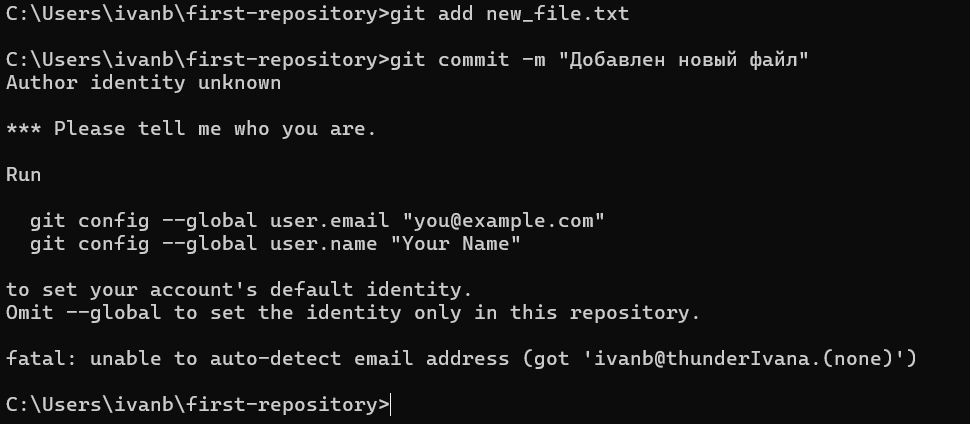 C:\Users\ivanb\first-repository>git add new_file.txt
C:\Users\ivanb\first-repository>git commit -m "Добавлен новый файл"
Author identity unknown
*** Please tell me who you are.
Run
git config --global user.email "you@example.com"
git config --global user.name "Your Name"
to set your account's default identity.
Omit --global to set the identity only in this repository.
fatal: unable to auto-detect email address (got 'ivanb@thunderIvana.(none)')
C:\Users\ivanb\first-repository>